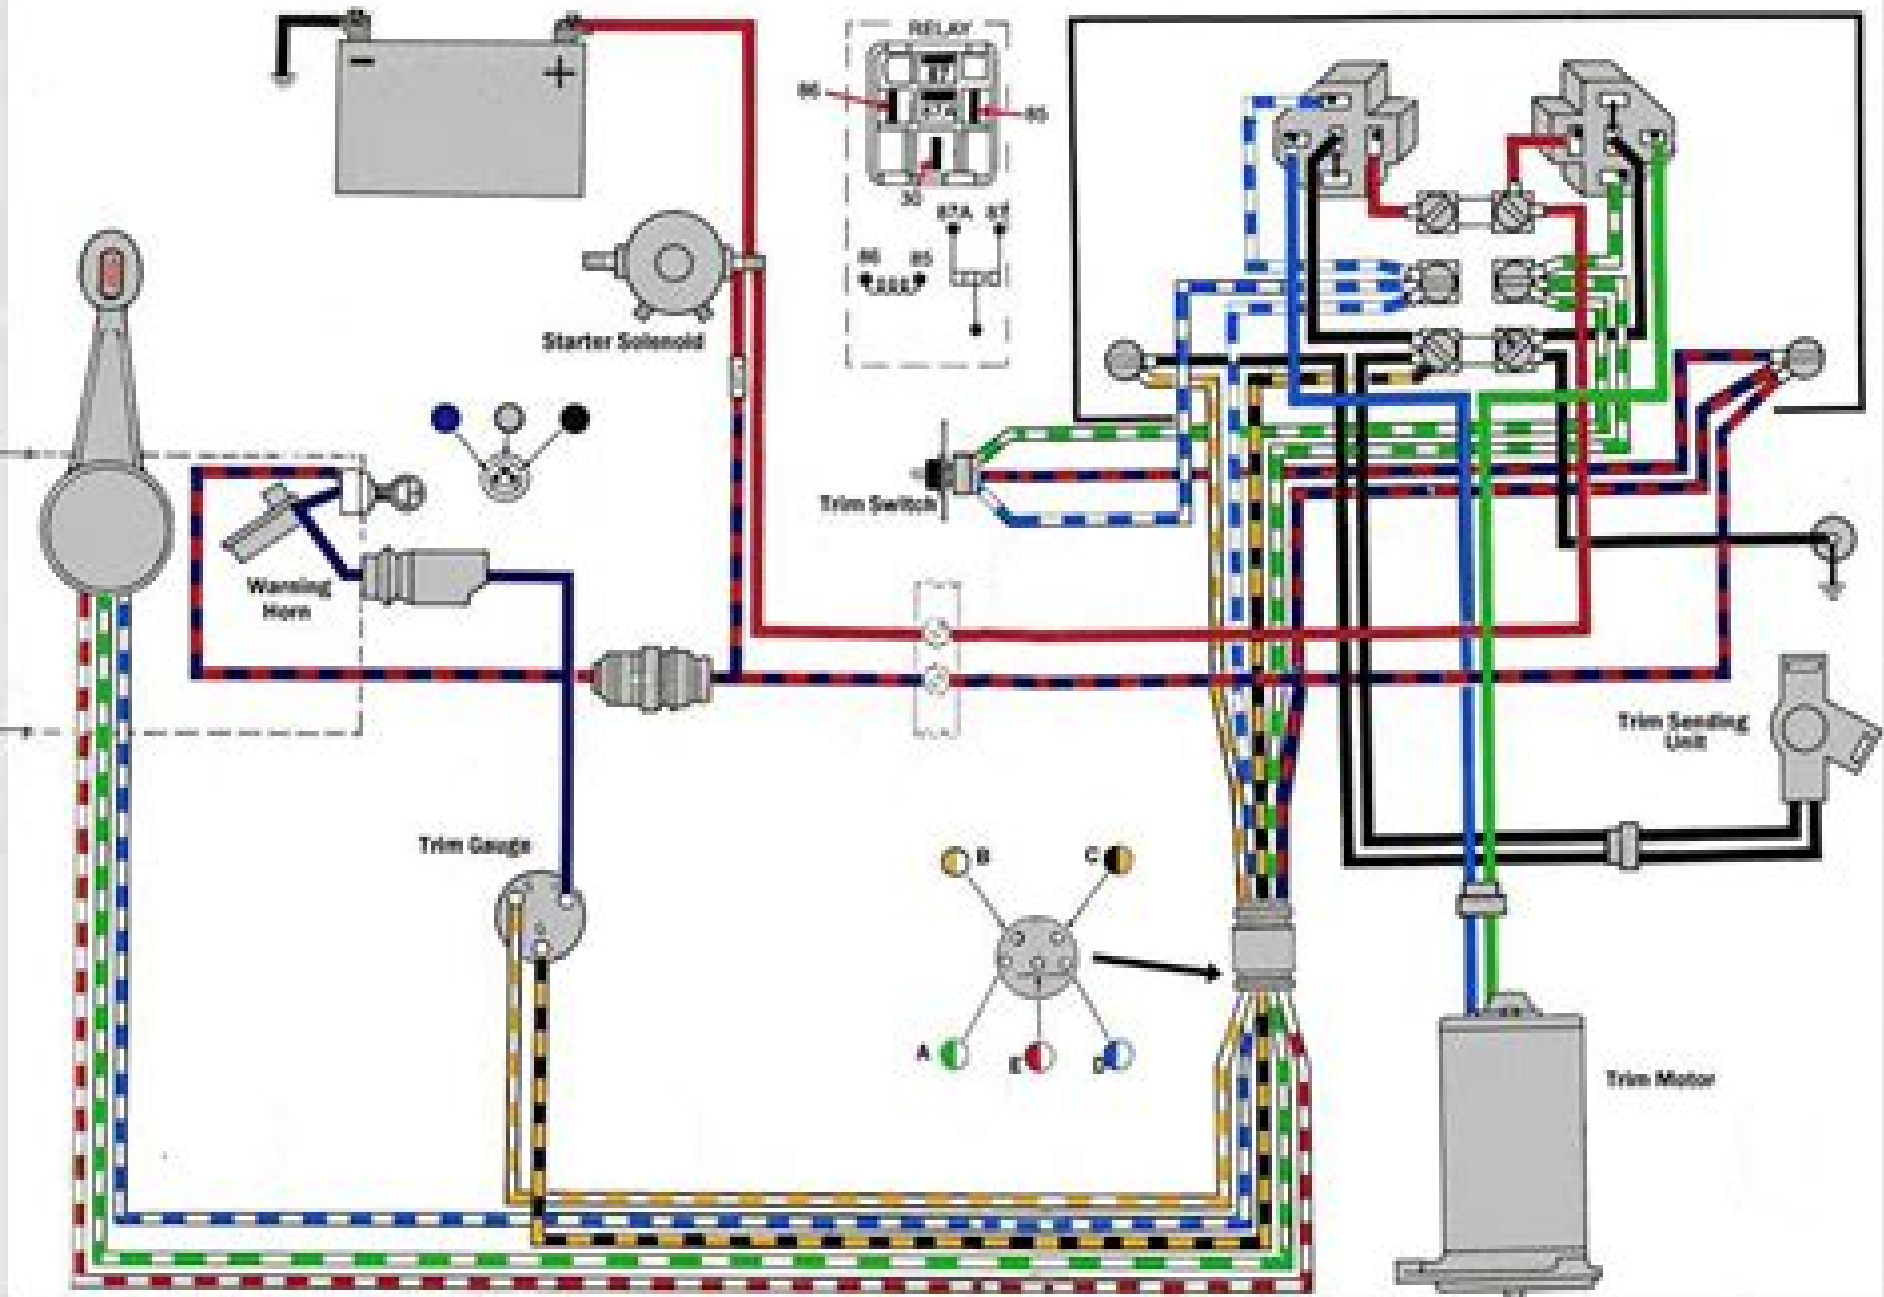 RELAY
-
+
87
86
87A
85
30
87A 87
86 85
Starter Solenoid
Trim Switch
Warning
Horn
Trim Sending
Unit
Trim Gauge
B
C
A
E
D
Trim Motor